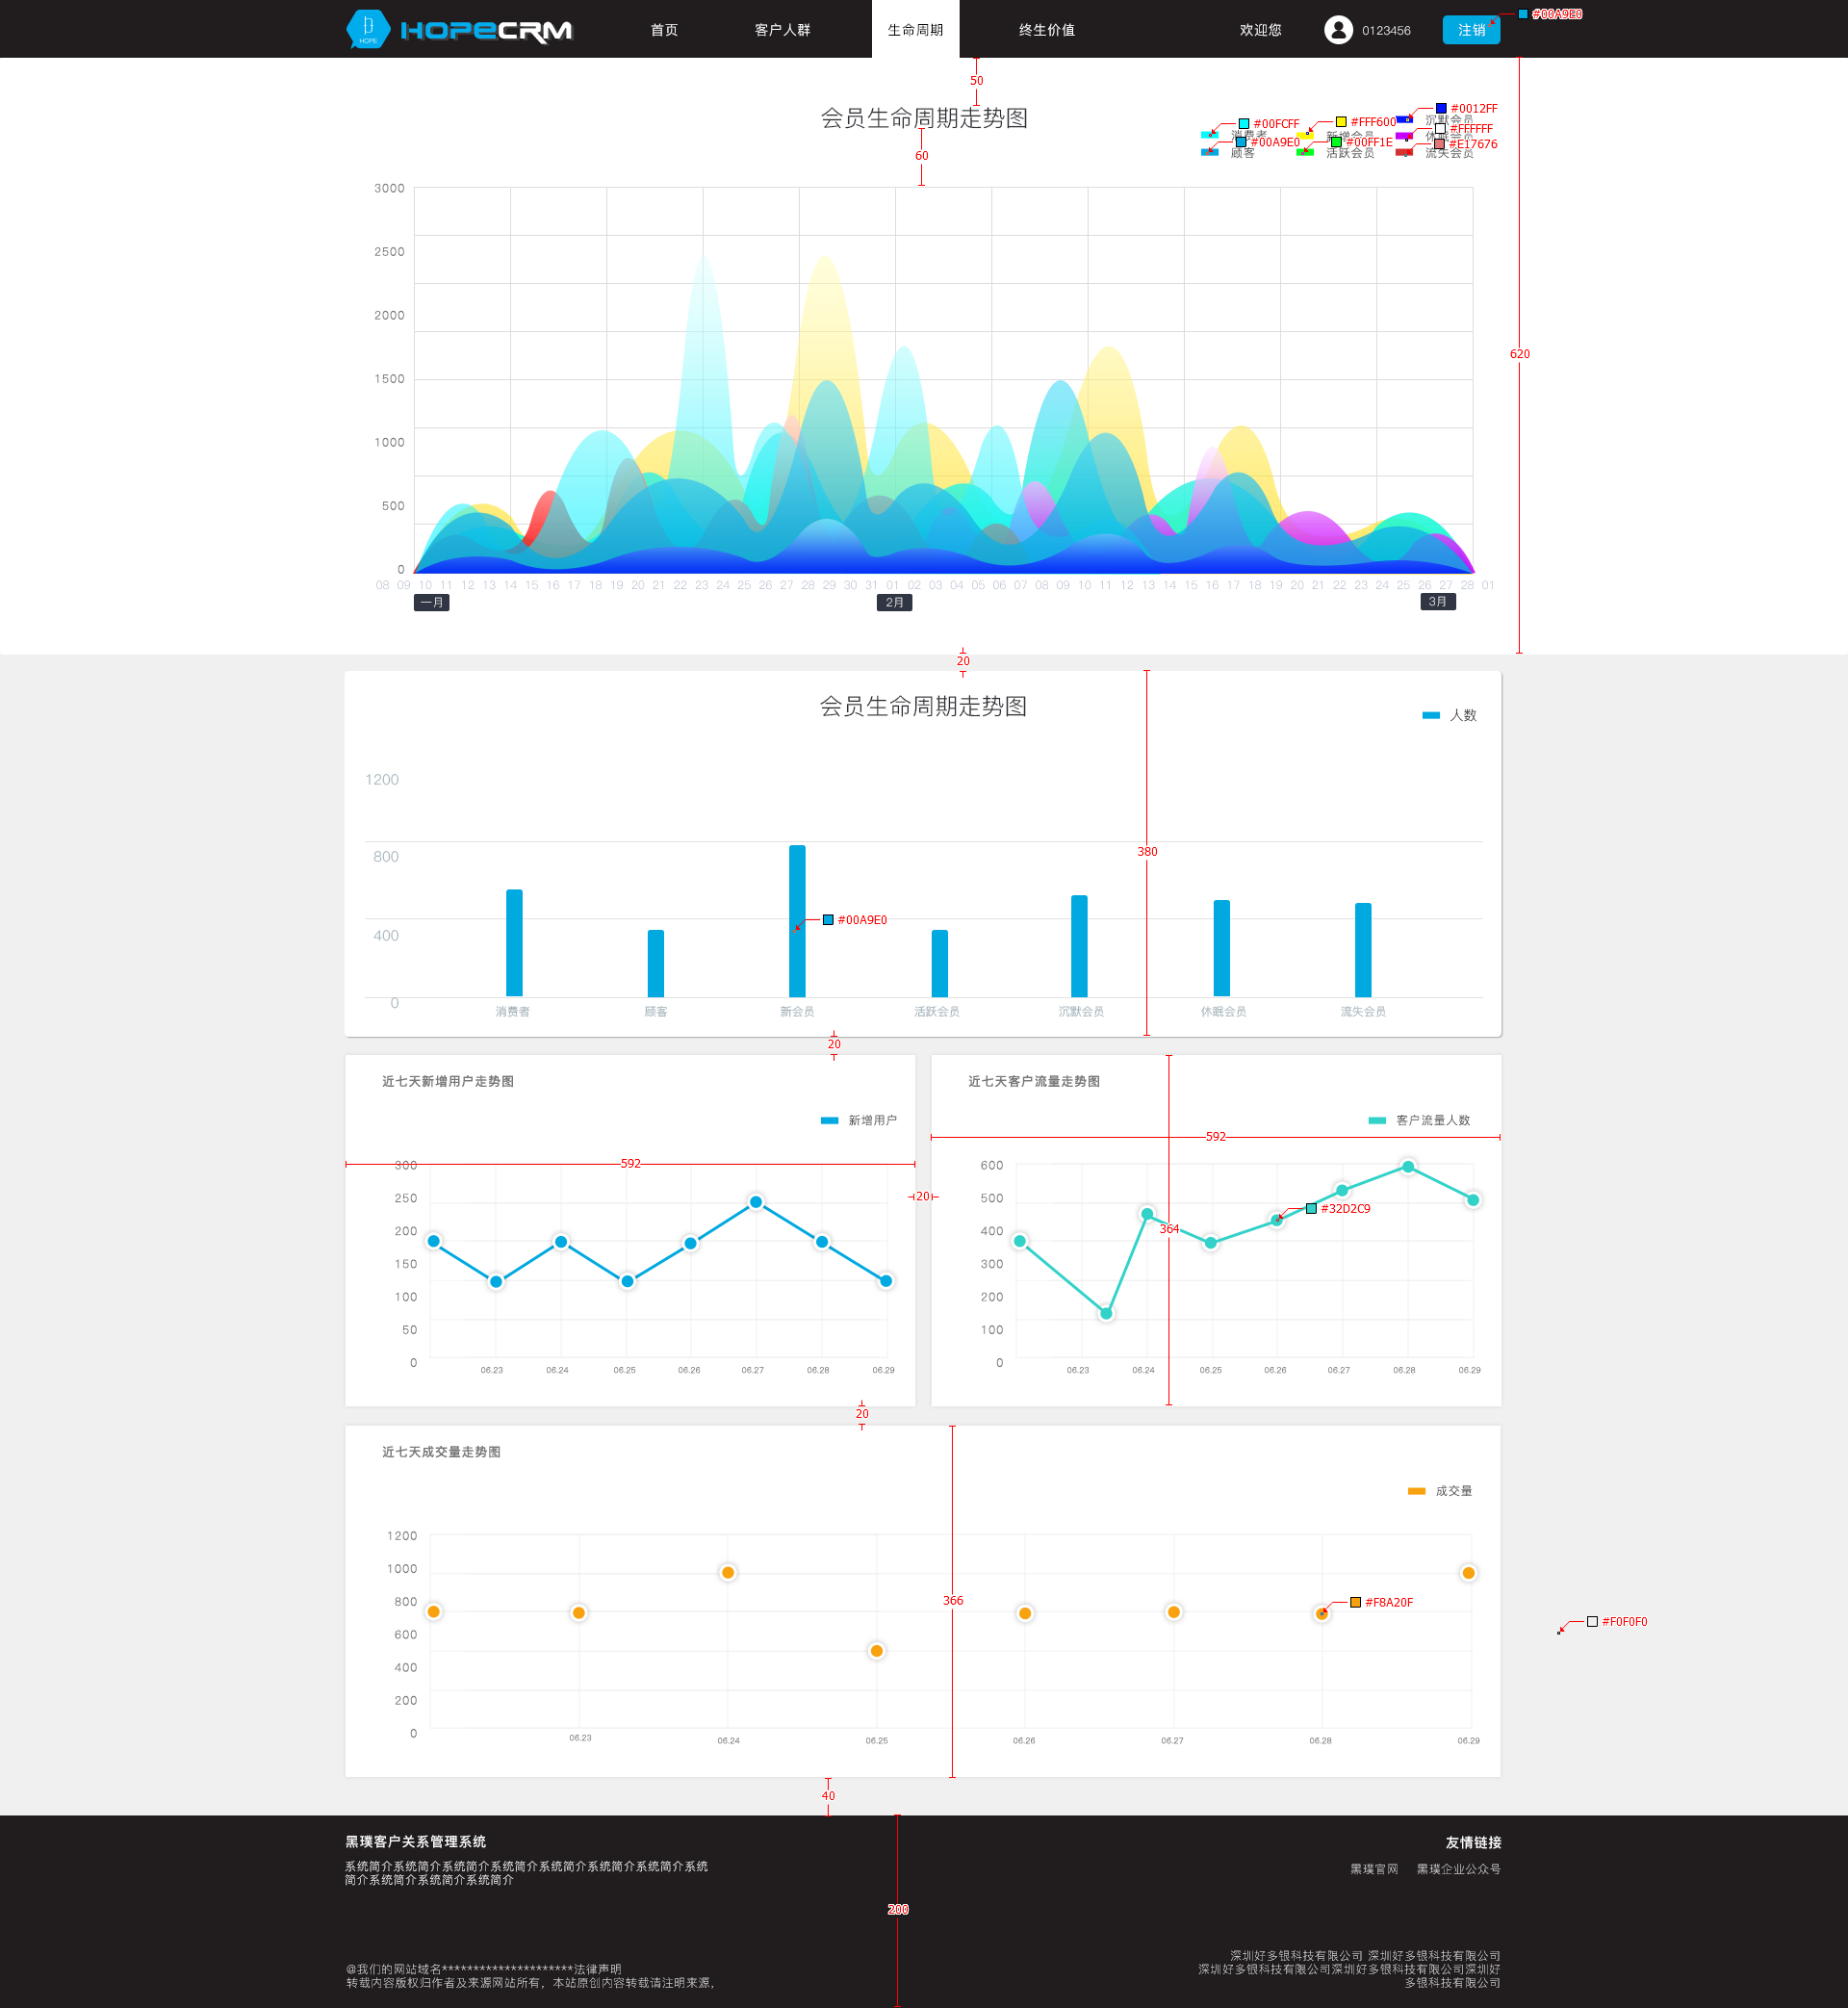 HOPE
HOPECRM
首页
客户人群
生命周期
终生价值
欢迎您
0123456
注销
#00A9E0
50
会员生命周期走势图
60
#00FCFF
#FFF600
#0012FF
消费者
新增会员
沉默会员
#FFFFFF
休眠会员
#00A9E0
#00FF1E
#E17676
顾客
活跃会员
流失会员
620
3000
2500
2000
1500
1000
500
0
08 09 10 11 12 13 14 15 16 17 18 19 20 21 22 23 24 25 26 27 28 29 30 31 01 02 03 04 05 06 07 08 09 10 11 12 13 14 15 16 17 18 19 20 21 22 23 24 25 26 27 28 01
一月
2月
3月
20
会员生命周期走势图
人数
1200
800
400
0
380
#00A9E0
消费者
顾客
新会员
活跃会员
沉默会员
休眠会员
流失会员
20
近七天新增用户走势图
新增用户
592
300
250
200
150
100
50
0
06.23
06.24
06.25
06.26
06.27
06.28
06.29
20
近七天客户流量走势图
客户流量人数
592
600
500
400
300
200
100
0
#32D2C9
364
06.23
06.24
06.25
06.26
06.27
06.28
06.29
20
近七天成交量走势图
成交量
1200
1000
800
600
400
200
0
366
#F8A20F
#F0F0F0
06.23
06.24
06.25
06.26
06.27
06.28
06.29
40
黑璞客户关系管理系统
系统简介系统简介系统简介系统简介系统简介系统简介系统简介系统
简介系统简介系统简介系统简介
友情链接
黑璞官网
黑璞企业公众号
200
@我们的网站域名*********************法律声明
转载内容版权归作者及来源网站所有，本站原创内容转载请注明来源，
深圳好多银科技有限公司 深圳好多银科技有限公司
深圳好多银科技有限公司深圳好多银科技有限公司深圳好
多银科技有限公司